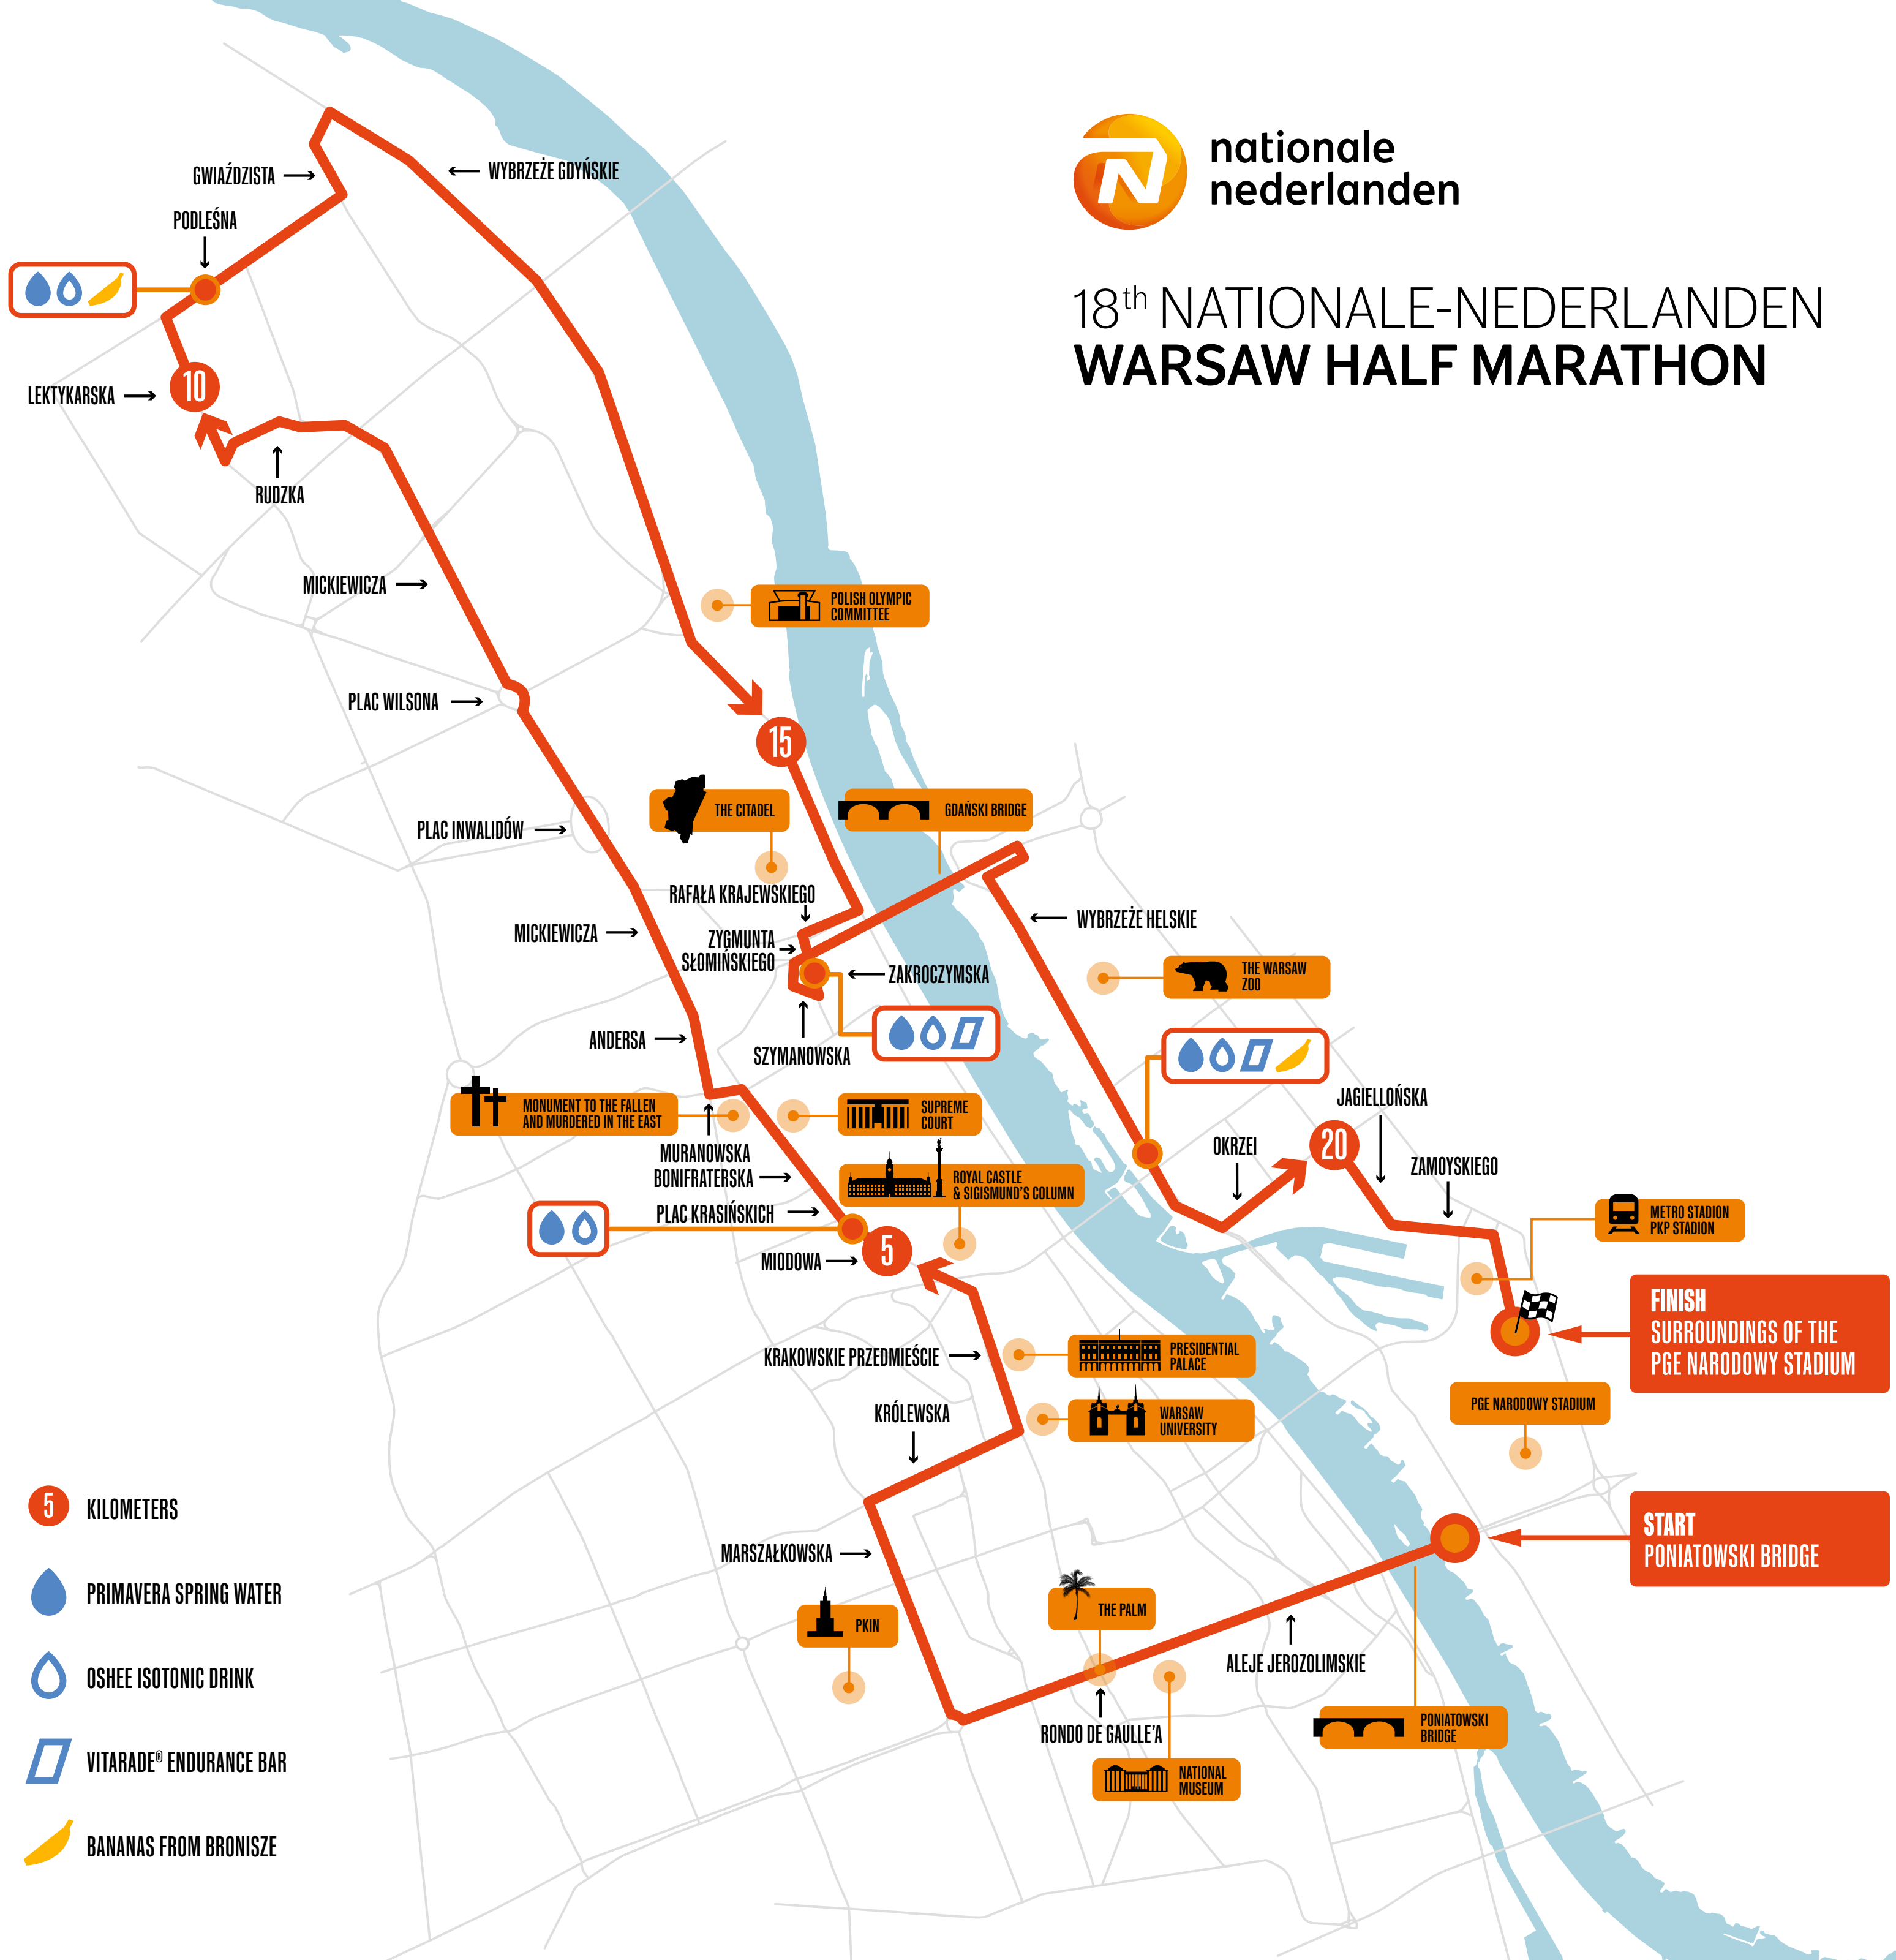 nationale
nederlanden
18th NATIONALE-NEDERLANDEN
WARSAW HALF MARATHON
GWIAŹDZISTA
WYBRZEŻE GDYŃSKIE
PODLEŚNA
10
LEKTYKARSKA
RUDZKA
MICKIEWICZA
POLISH OLYMPIC
COMMITTEE
PLAC WILSONA
15
THE CITADEL
GDAŃSKI BRIDGE
PLAC INWALIDÓW
RAFAŁA KRAJEWSKIEGO
WYBRZEŻE HELSKIE
MICKIEWICZA
ZYGMUNTA
SŁOMIŃSKIEGO
ZAKROCZYMSKA
THE WARSAW
ZOO
ANDERSA
SZYMANOWSKA
JAGIELLOŃSKA
MONUMENT TO THE FALLEN
AND MURDERED IN THE EAST
SUPREME
COURT
MURANOWSKA
BONIFRATERSKA
OKRZEI
20
ZAMOYSKIEGO
ROYAL CASTLE
& SIGISMUND'S COLUMN
PLAC KRASIŃSKICH
METRO STADION
PKP STADION
MIODOWA
5
FINISH
SURROUNDINGS OF THE
PGE NARODOWY STADIUM
KRAKOWSKIE PRZEDMIEŚCIE
PRESIDENTIAL
PALACE
PGE NARODOWY STADIUM
KRÓLEWSKA
WARSAW
UNIVERSITY
START
PONIATOWSKI BRIDGE
MARSZAŁKOWSKA
THE PALM
PKIN
ALEJE JEROZOLIMSKIE
RONDO DE GAULLE'A
PONIATOWSKI
BRIDGE
NATIONAL
MUSEUM
5 KILOMETERS
PRIMAVERA SPRING WATER
OSHEE ISOTONIC DRINK
VITARADE® ENDURANCE BAR
BANANAS FROM BRONISZE